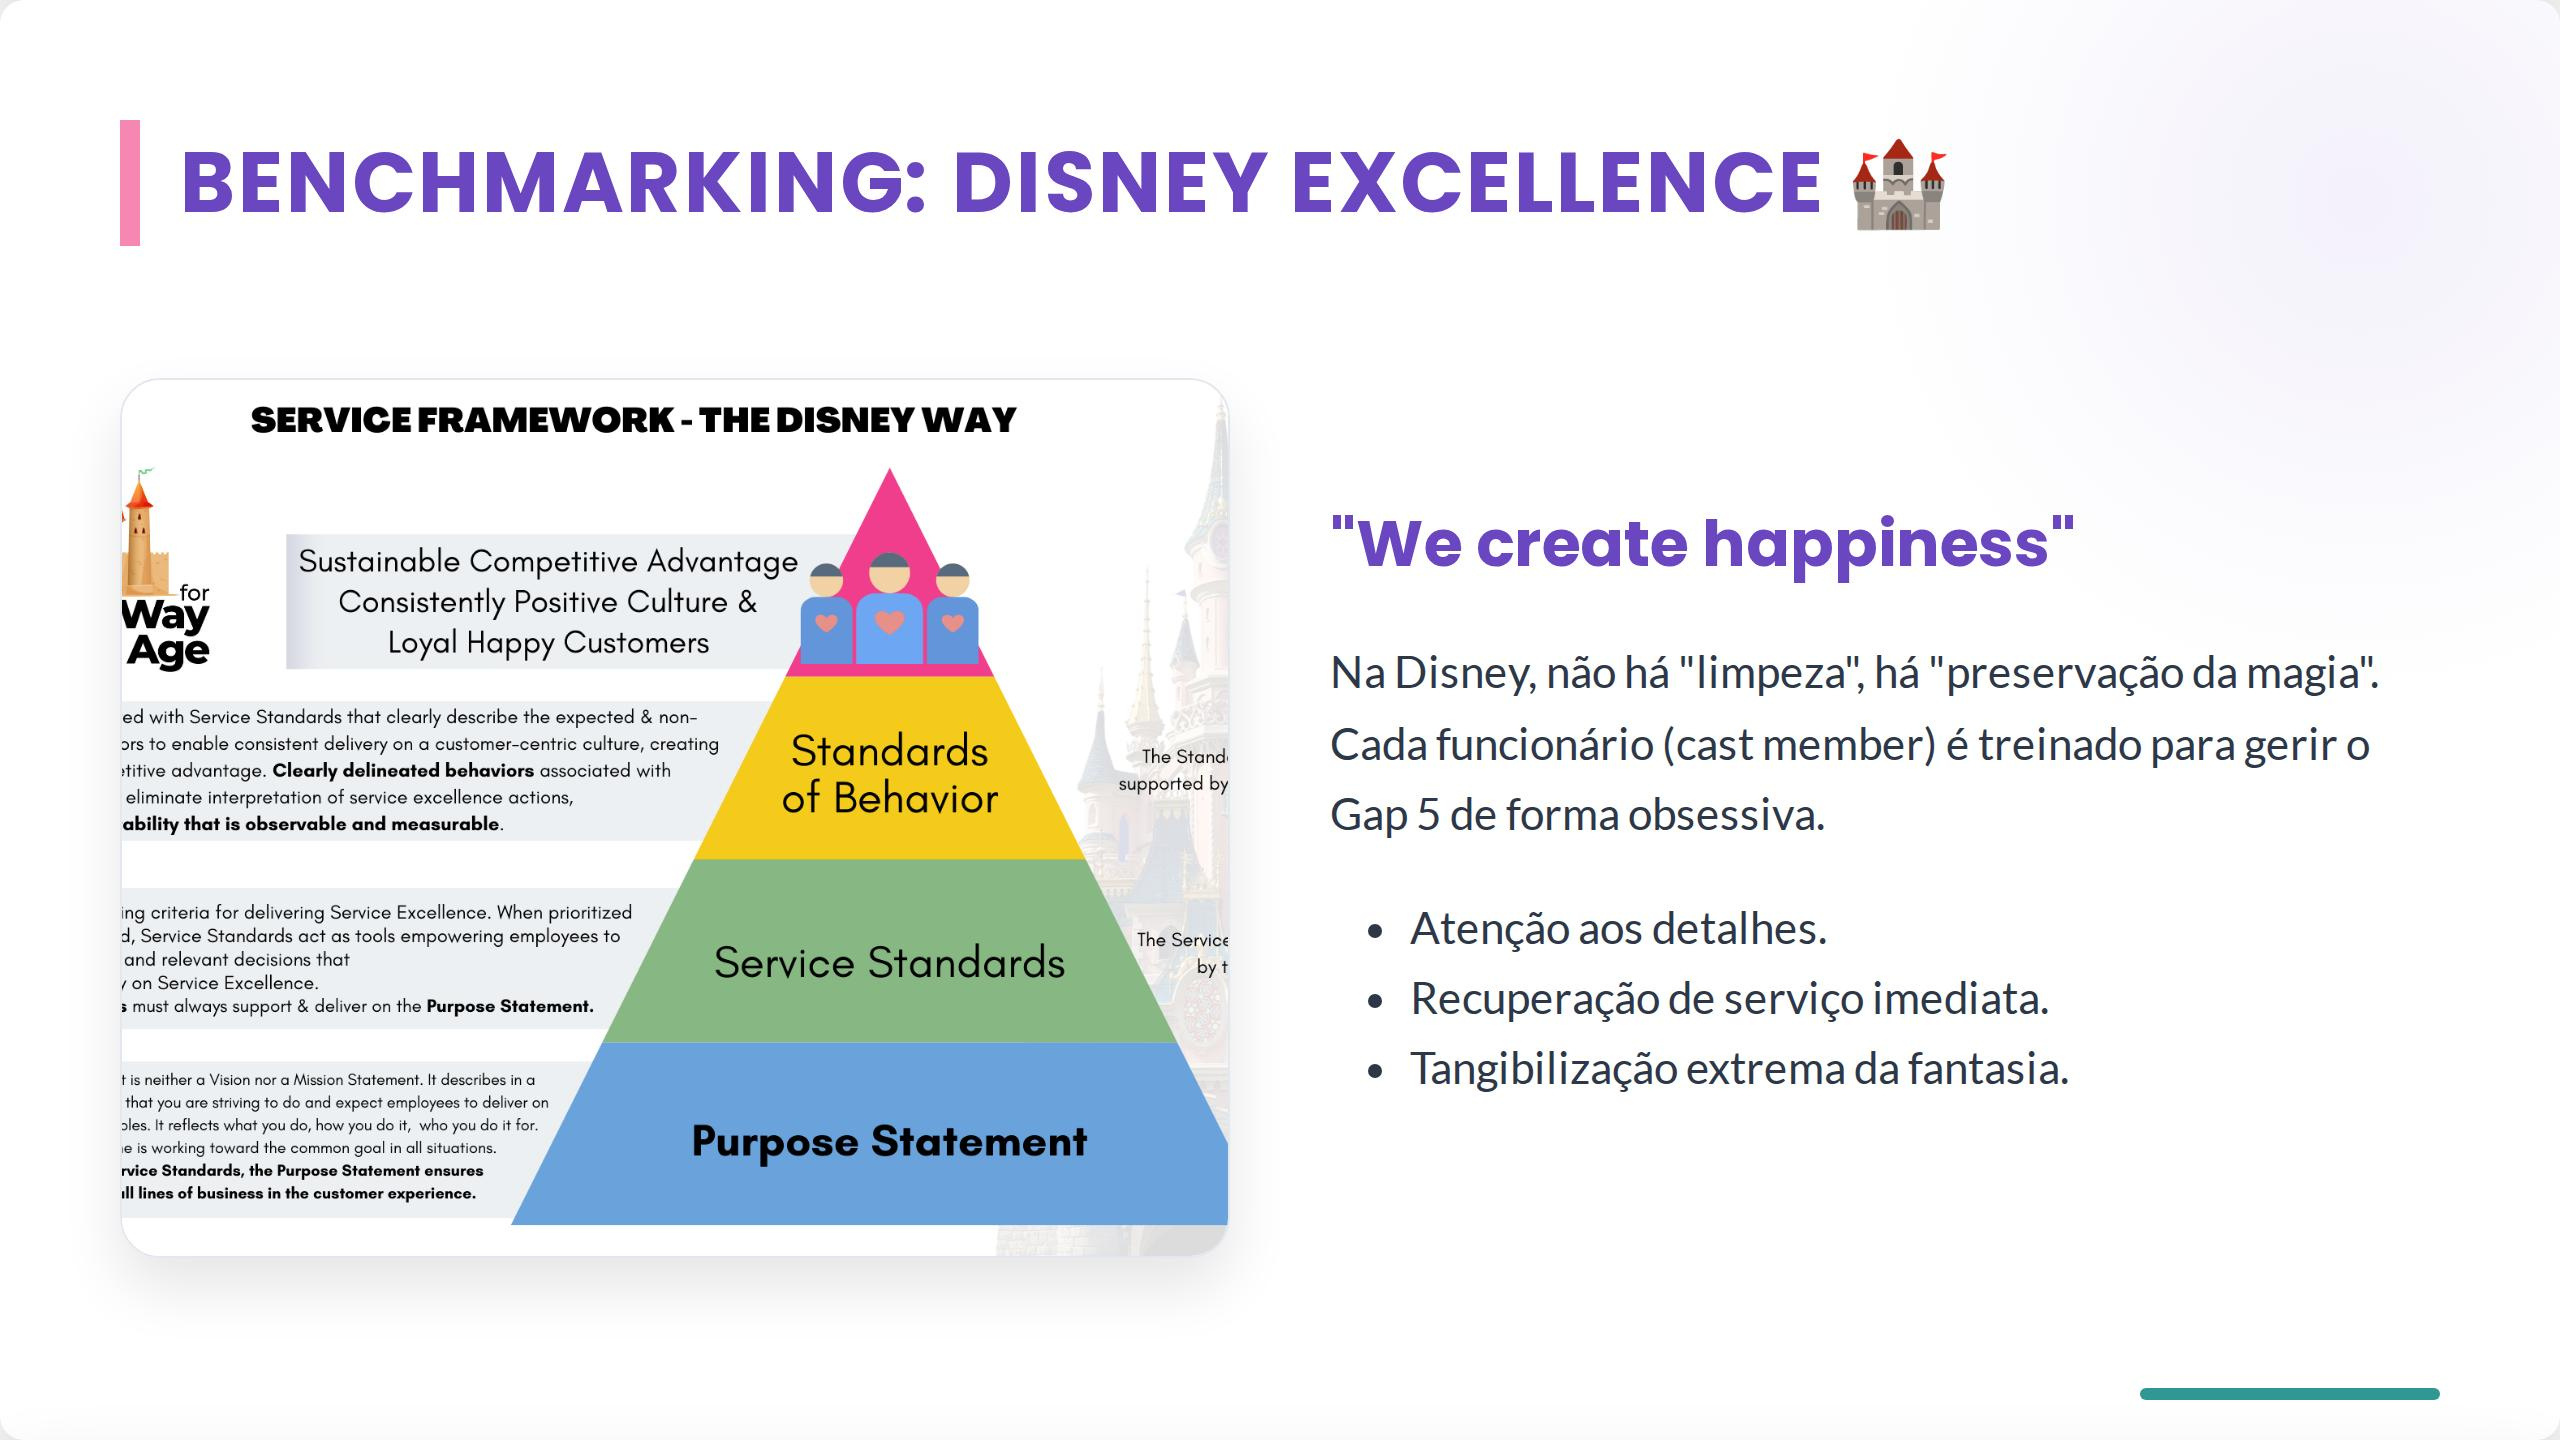 BENCHMARKING: DISNEY EXCELLENCE
SERVICE FRAMEWORK - THE DISNEY WAY
for
Way
Age
Sustainable Competitive Advantage
Consistently Positive Culture &
Loyal Happy Customers
ed with Service Standards that clearly describe the expected & non-
ors to enable consistent delivery on a customer-centric culture, creating
etitive advantage. Clearly delineated behaviors associated with
eliminate interpretation of service excellence actions,
ability that is observable and measurable.
Standards
of Behavior
The Stand
supported by
ing criteria for delivering Service Excellence. When prioritized
d, Service Standards act as tools empowering employees to
and relevant decisions that
y on Service Excellence.
s must always support & deliver on the Purpose Statement.
Service Standards
The Service
by t
t is neither a Vision nor a Mission Statement. It describes in a
that you are striving to do and expect employees to deliver on
ples. It reflects what you do, how you do it, who you do it for.
ne is working toward the common goal in all situations.
rvice Standards, the Purpose Statement ensures
all lines of business in the customer experience.
Purpose Statement
"We create happiness"
Na Disney, não há "limpeza", há "preservação da magia".
Cada funcionário (cast member) é treinado para gerir o
Gap 5 de forma obsessiva.
Atenção aos detalhes.
Recuperação de serviço imediata.
Tangibilização extrema da fantasia.